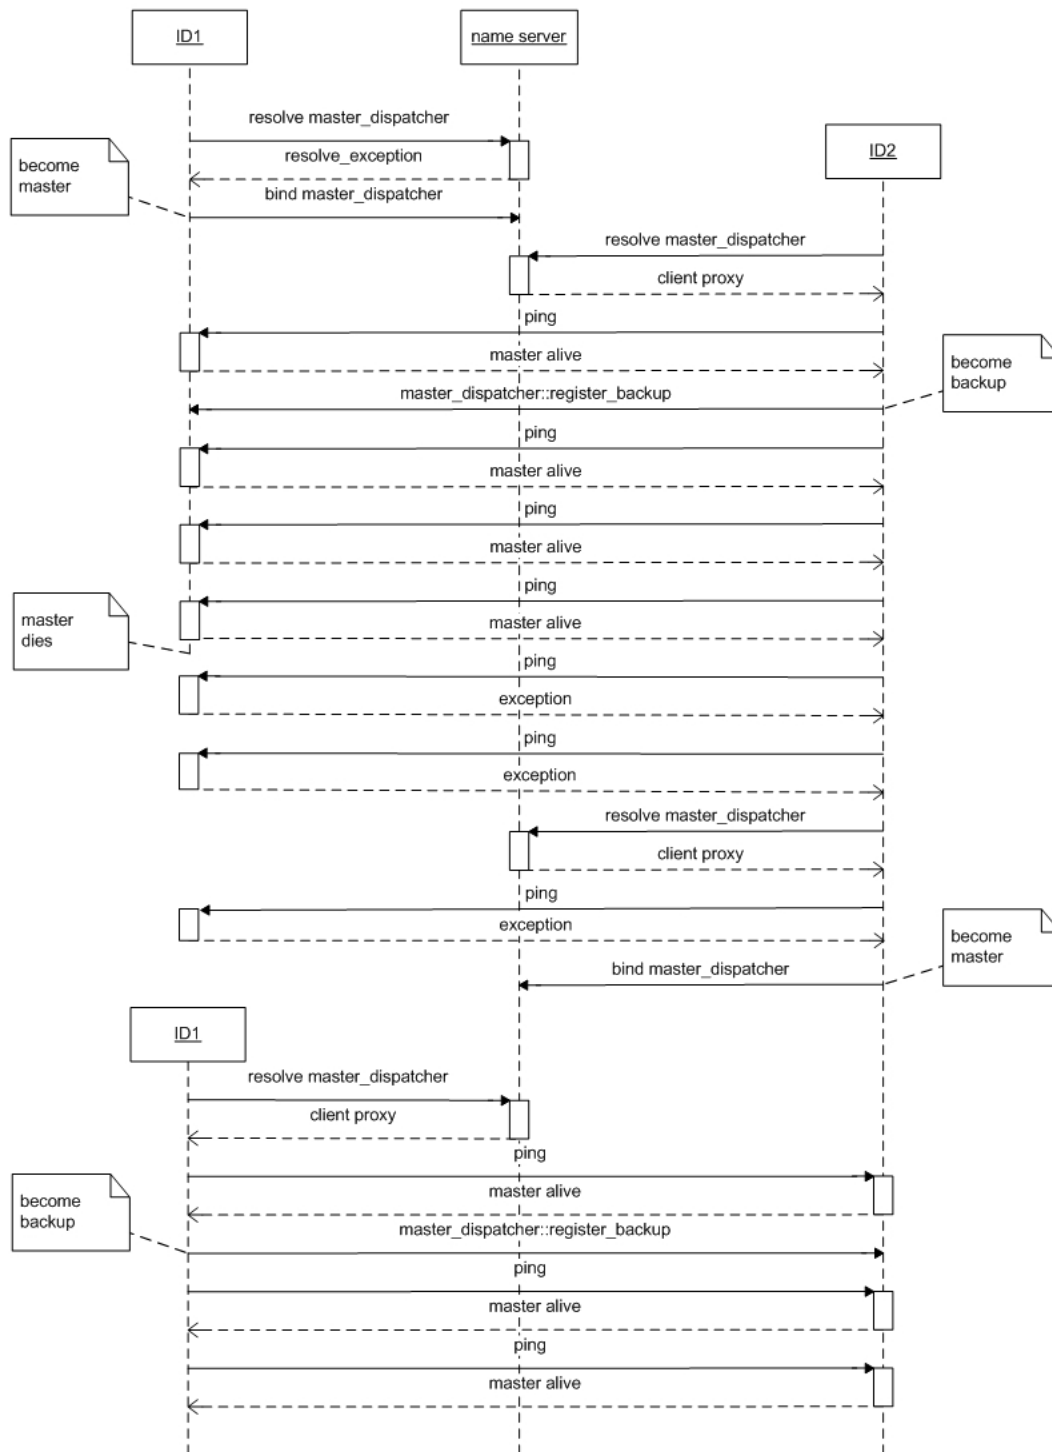 ID1
name server
resolve master_dispatcher
ID2
become
master
resolve_exception
bind master_dispatcher
resolve master_dispatcher
client proxy
ping
master alive
become
backup
master_dispatcher::register_backup
ping
master alive
ping
master alive
ping
master
dies
master alive
ping
exception
ping
exception
resolve master_dispatcher
client proxy
ping
exception
become
master
bind master_dispatcher
ID1
resolve master_dispatcher
client proxy
ping
master alive
become
backup
master_dispatcher::register_backup
ping
master alive
ping
master alive